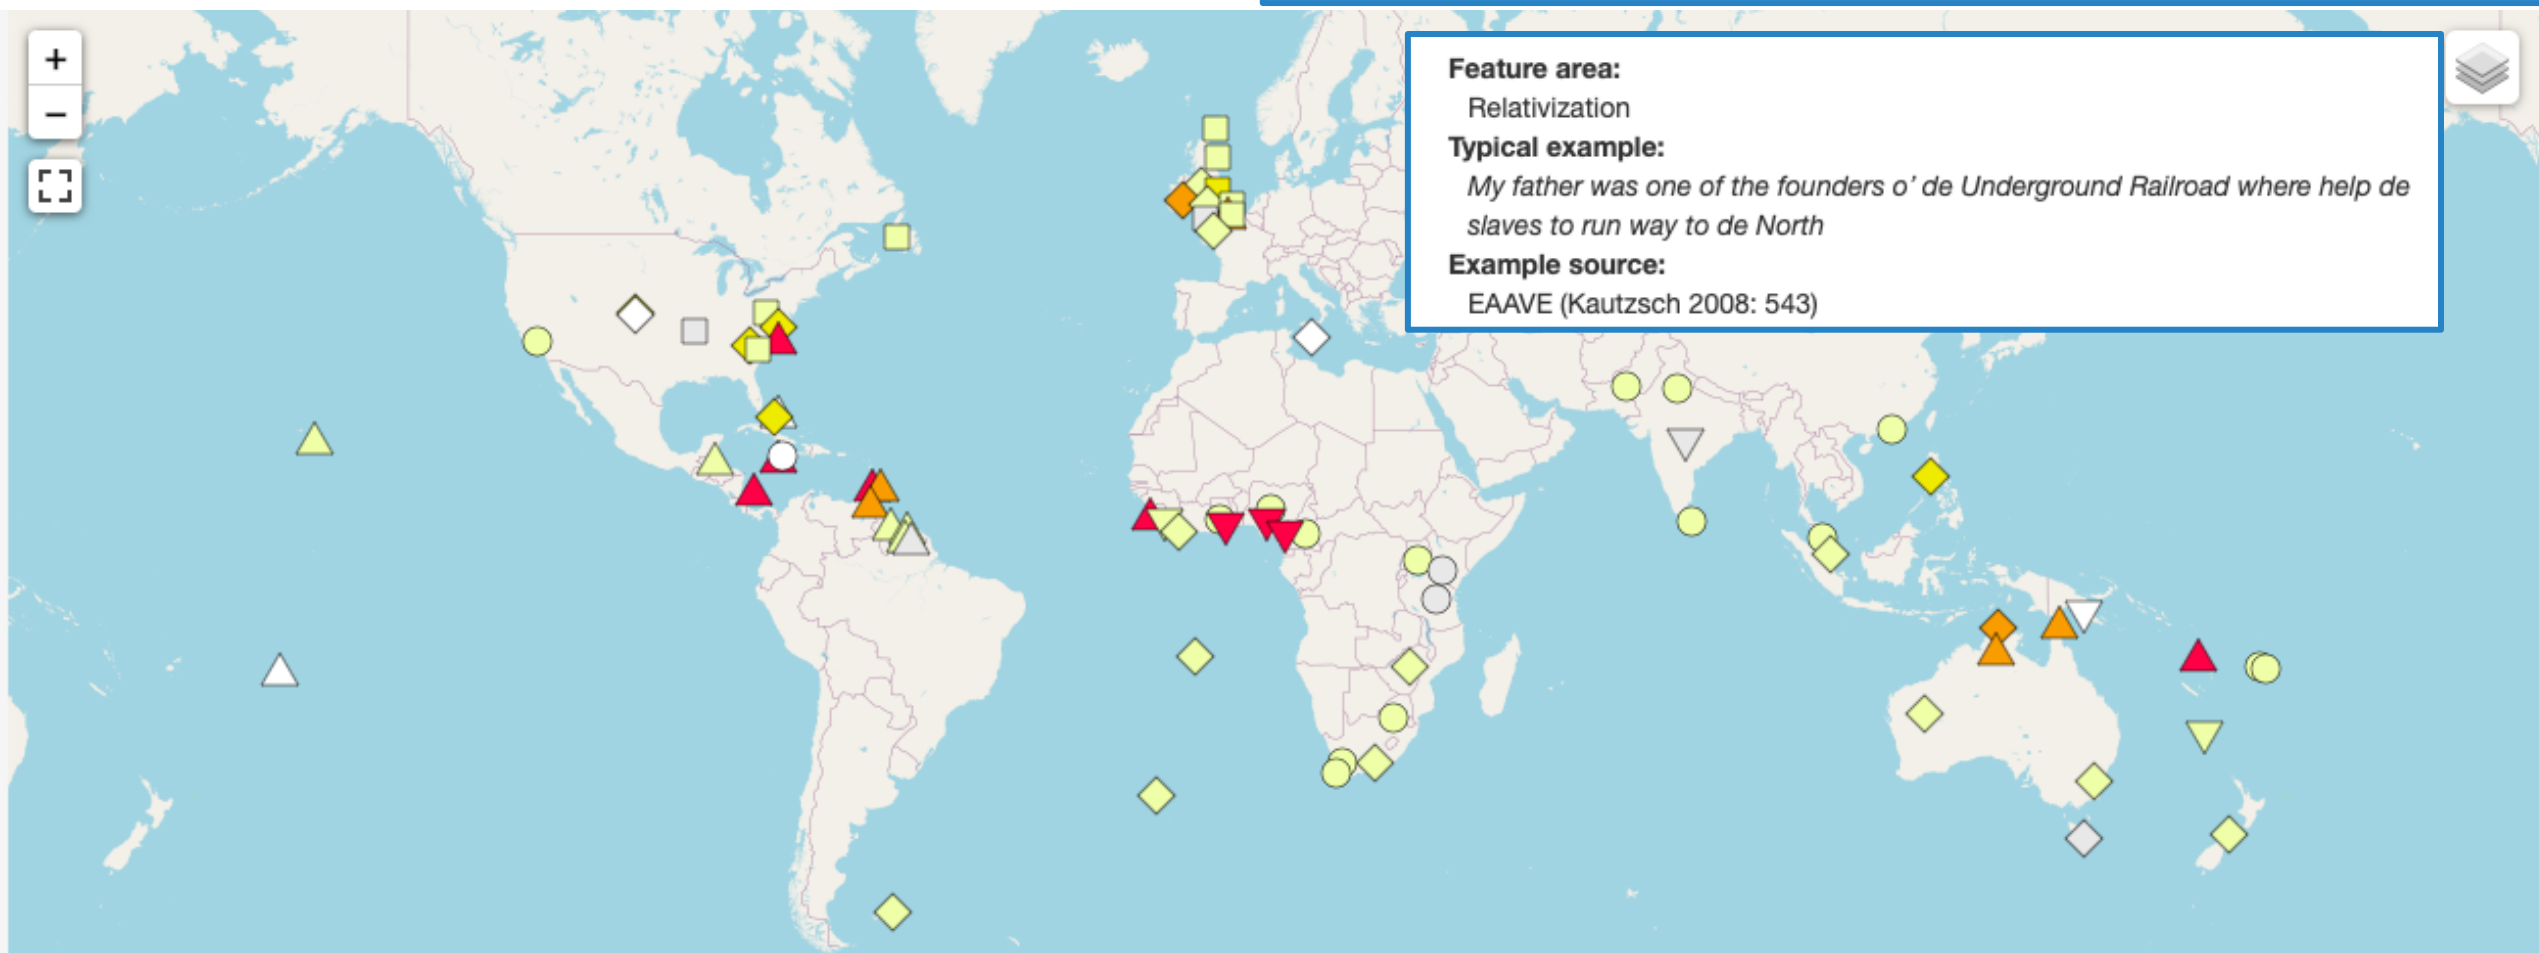 +
−
Feature area:
Relativization
Typical example:
My father was one of the founders o' de Underground Railroad where help de
slaves to run way to de North
Example source:
EAAVE (Kautzsch 2008: 543)